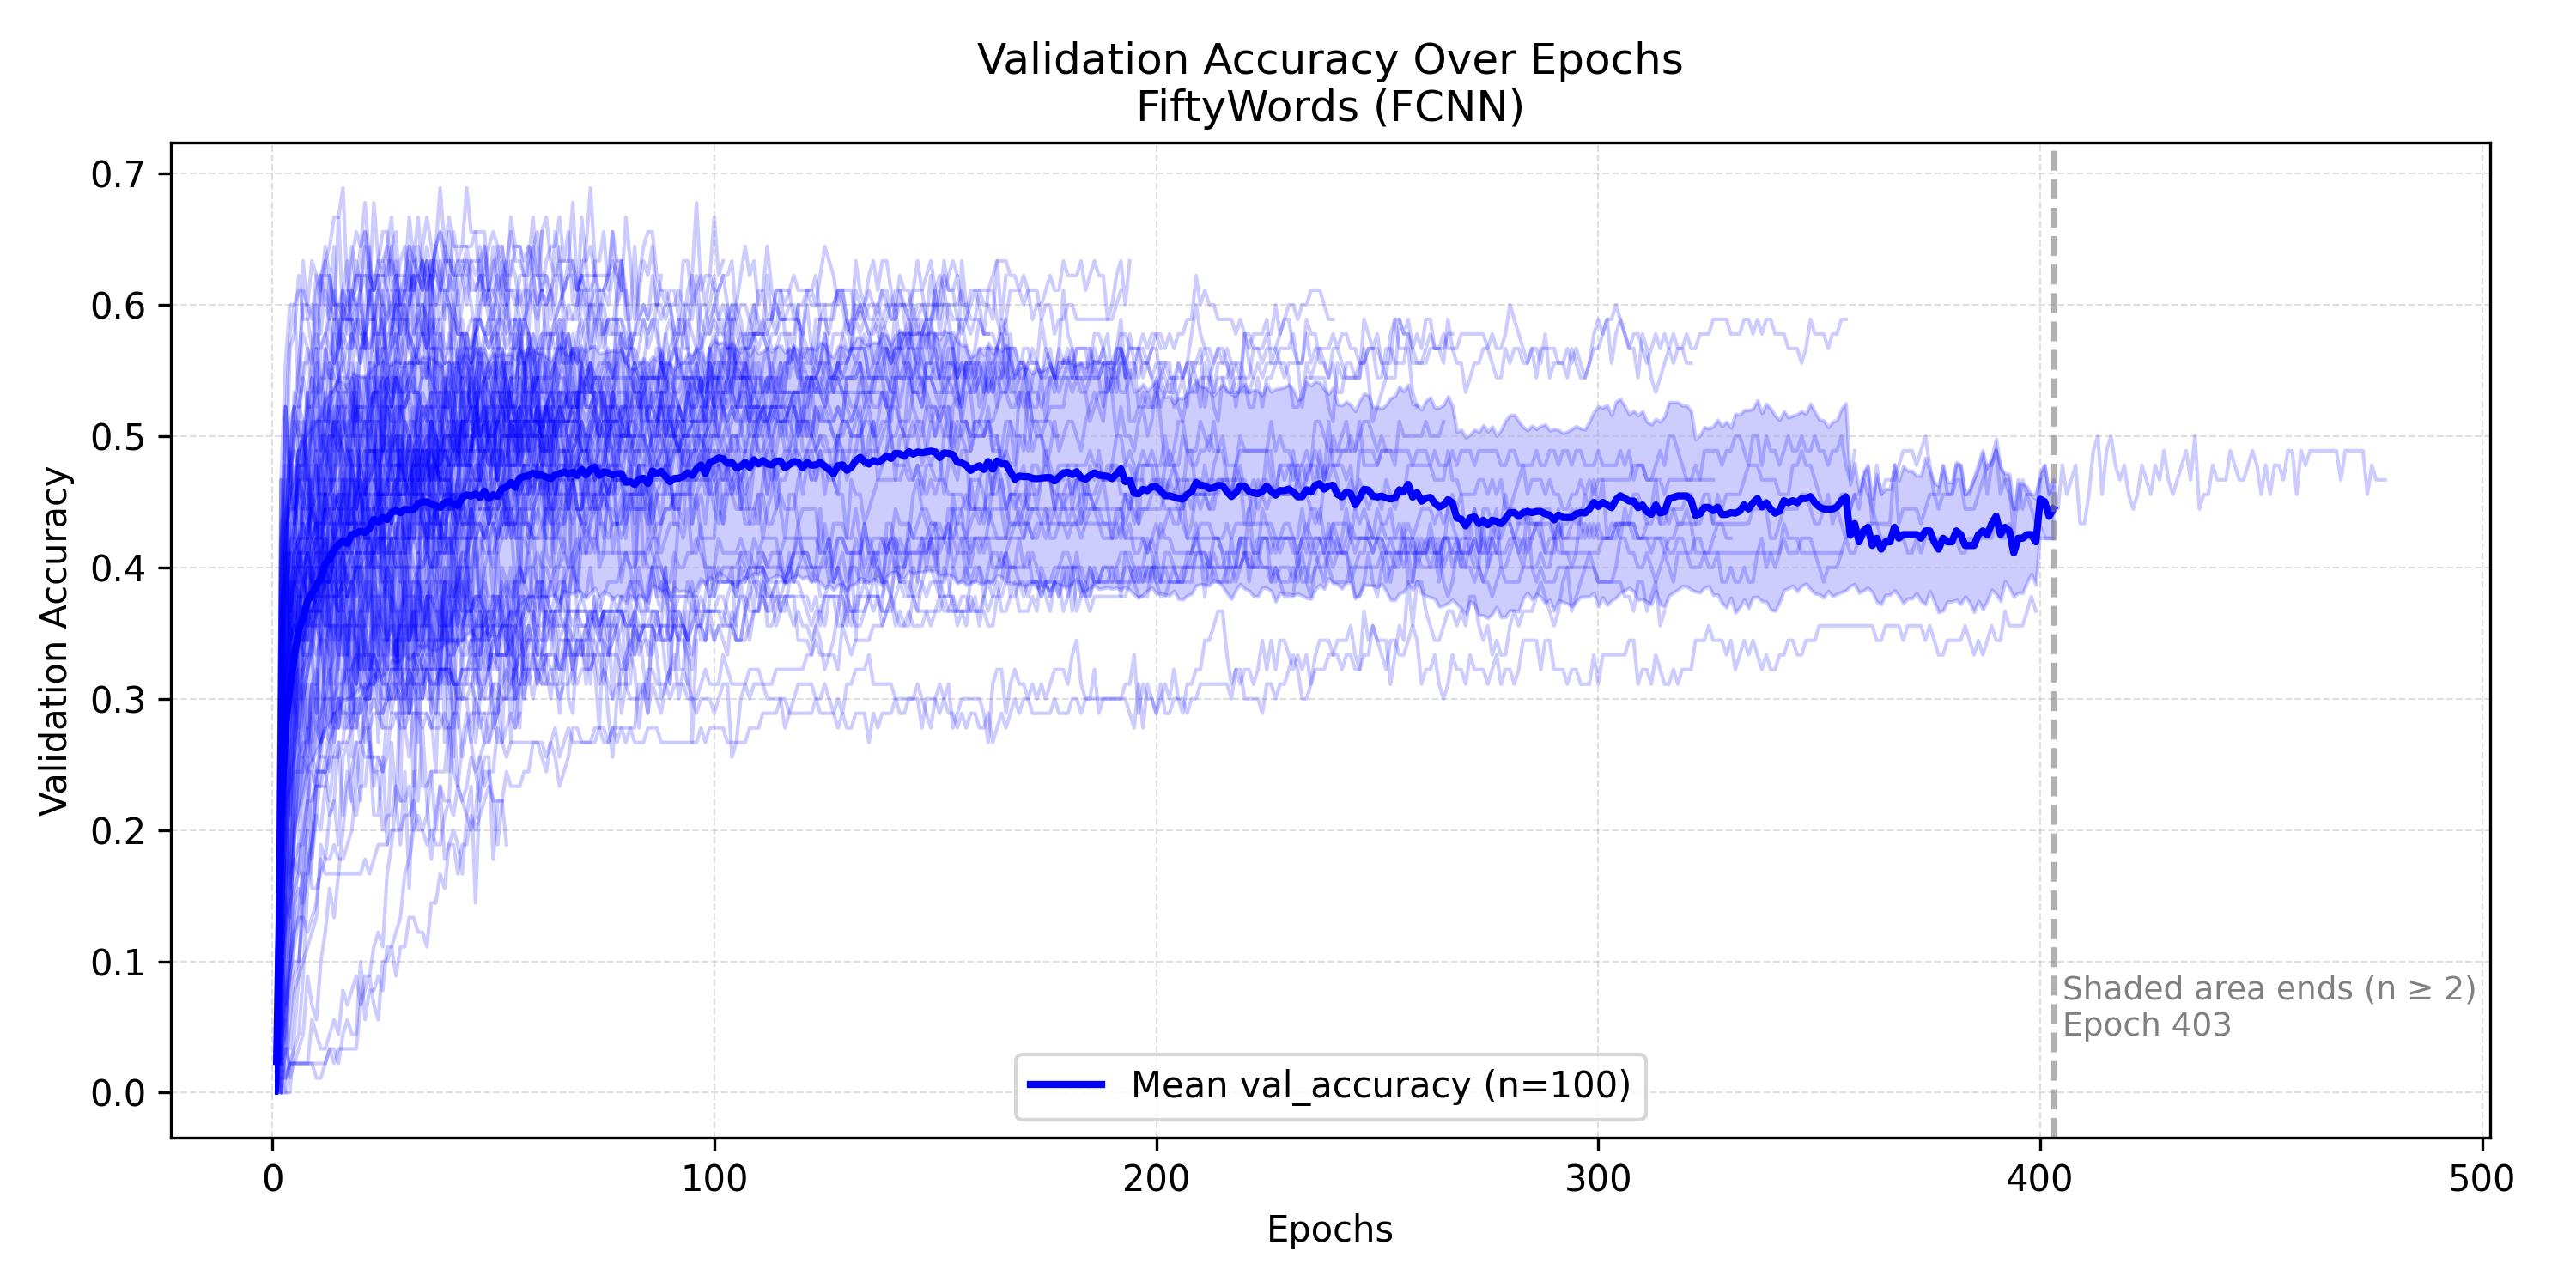 Validation Accuracy Over Epochs
FiftyWords (FCNN)
Validation Accuracy
0.7
0.6
0.5
0.4
0.3
0.2
0.1
0.0
Shaded area ends (n ≥ 2)
Epoch 403
Mean val_accuracy (n=100)
0
100
200
300
400
500
Epochs